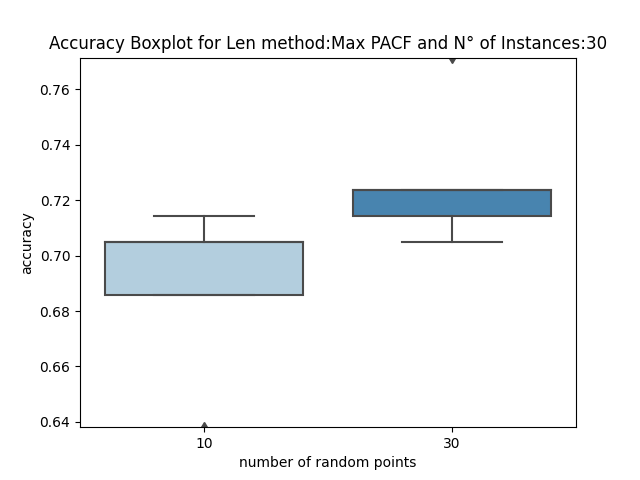 Accuracy Boxplot for Len method:Max PACF and N° of Instances:30
0.76
0.74
0.72
0.70
0.68
0.66
0.64
accuracy
10 30
number of random points